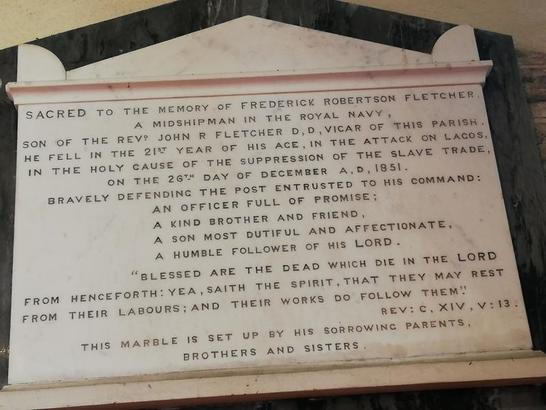 SACRED TO THE MEMORY OF FREDERICK ROBERTSON FLETCHER,
A MIDSHIPMAN IN THE ROYAL NAVY,
SON OF THE REVD JOHN R FLETCHER D,D, VICAR OF THIS PARISH.
HE FELL IN THE 21ST YEAR OF HIS AGE, IN THE ATTACK ON LAGOS,
IN THE HOLY CAUSE OF THE SUPPRESSION OF THE SLAVE TRADE,
ON THE 26TH DAY OF DECEMBER A,D, 1851.
BRAVELY DEFENDING THE POST ENTRUSTED TO HIS COMMAND:
AN OFFICER FULL OF PROMISE;
A KIND BROTHER AND FRIEND,
A SON MOST DUTIFUL AND AFFECTIONATE,
A HUMBLE FOLLOWER OF HIS LORD.
"BLESSED ARE THE DEAD WHICH DIE IN THE LORD
FROM HENCEFORTH: YEA, SAITH THE SPIRIT, THAT THEY MAY REST
FROM THEIR LABOURS; AND THEIR WORKS DO FOLLOW THEM."
REV: C, XIV, V: 13.
THIS MARBLE IS SET UP BY HIS SORROWING PARENTS,
BROTHERS AND SISTERS.